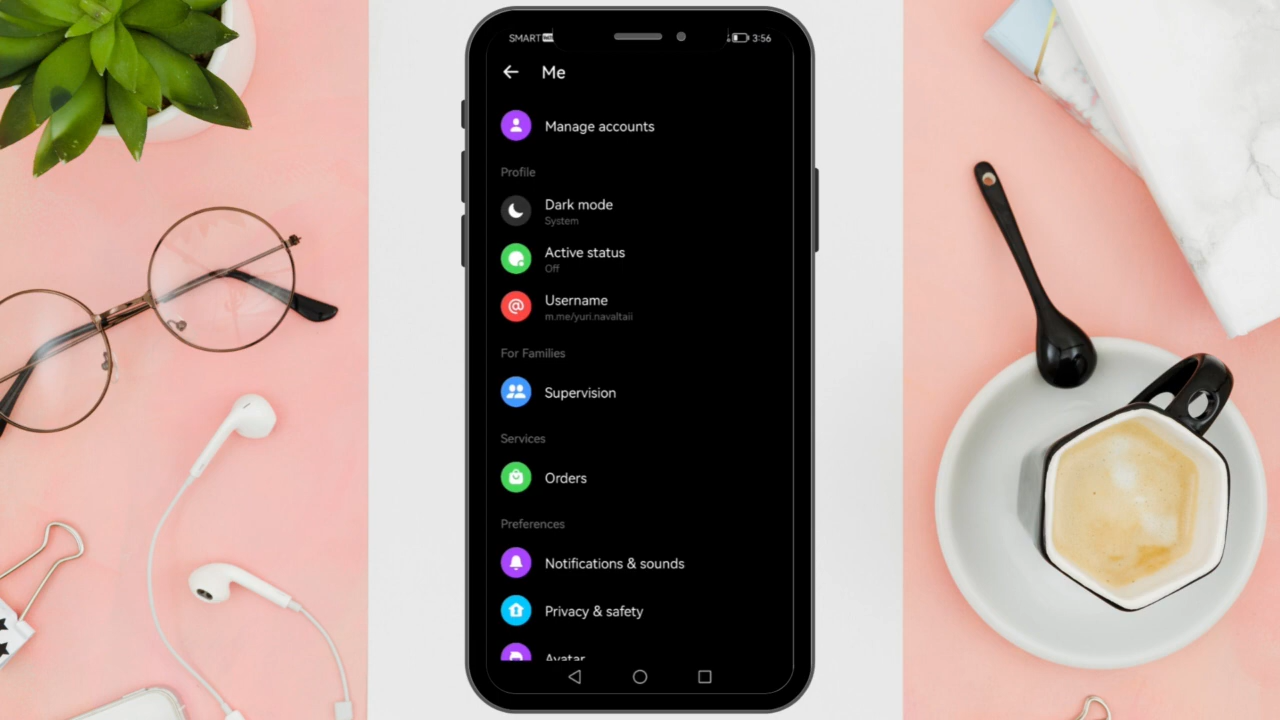 SMART
3:56
Me
Manage accounts
Profile
Dark mode
System
Active status
Off
Username
m.me/yuri.navaltaii
For Families
Supervision
Services
Orders
Preferences
Notifications & sounds
Privacy & safety
Avatar